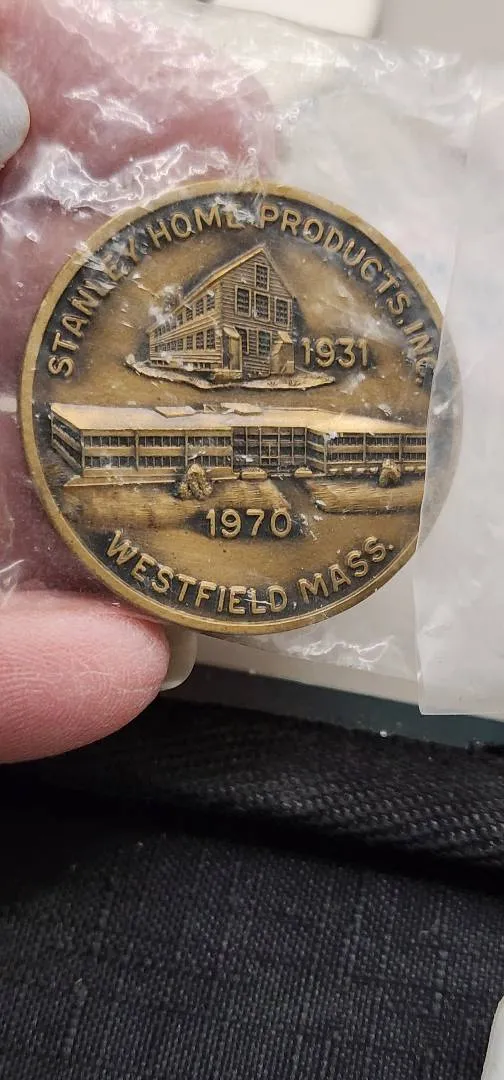 STANLEY HOME PRODUCTS, INC.
1931
1970
WESTFIELD, MASS.